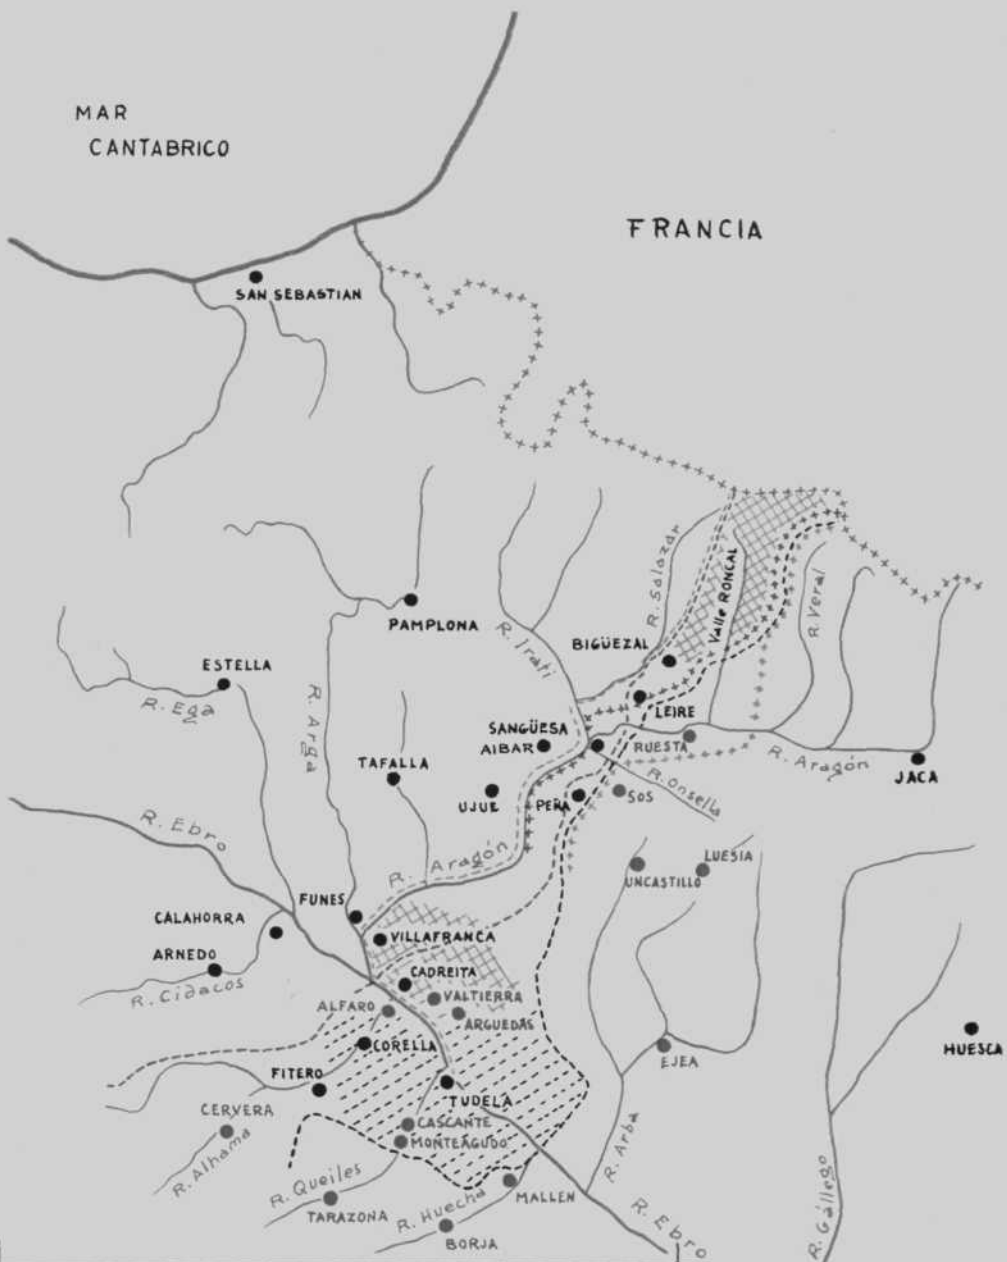 MAR
CANTABRICO
FRANCIA
SAN SEBASTIAN
R. Salazar
Valle RONCAL
R. Veral
PAMPLONA
R. Irati
BIGÜEZAL
ESTELLA
R. Ega
R. Arga
LEIRE
SANGÜESA
AIBAR
RUESTA
R. Aragón
JACA
TAFALLA
UJUE
PEÑA
SOS
R. Onsella
R. Ebro
R. Aragón
UNCASTILLO
LUESIA
FUNES
CALAHORRA
VILLAFRANCA
ARNEDO
R. Cidacos
CADREITA
VALTIERRA
ALFARO
ARGUEDAS
CORELLA
EJEA
HUESCA
FITERO
TUDELA
CERVERA
CASCANTE
MONTEAGUDO
R. Alhama
R. Arba
R. Queiles
TARAZONA
R. Huecha
MALLEN
BORJA
R. Ebro
R. Gállego